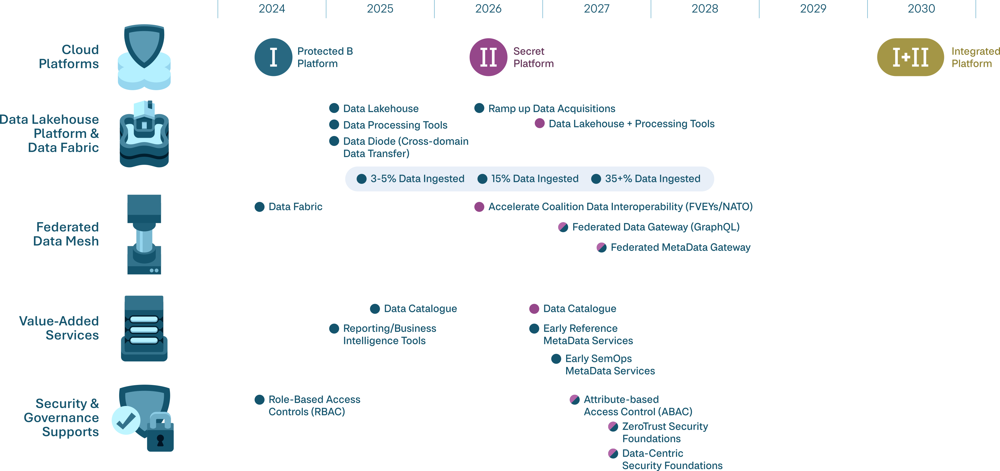 2024 2025 2026 2027 2028 2029 2030
Cloud
Platforms
I
Protected B
Platform
II
Secret
Platform
I+II
Integrated
Platform
Data Lakehouse
Platform &
Data Fabric
Data Lakehouse
Data Processing Tools
Data Diode (Cross-domain
Data Transfer)
Ramp up Data Acquisitions
Data Lakehouse + Processing Tools
3-5% Data Ingested
15% Data Ingested
35+% Data Ingested
Federated
Data Mesh
Data Fabric
Accelerate Coalition Data Interoperability (FVEYs/NATO)
Federated Data Gateway (GraphQL)
Federated MetaData Gateway
Value-Added
Services
Data Catalogue
Reporting/Business
Intelligence Tools
Data Catalogue
Early Reference
MetaData Services
Early SemOps
MetaData Services
Security &
Governance
Supports
Role-Based Access
Controls (RBAC)
Attribute-based
Access Control (ABAC)
ZeroTrust Security
Foundations
Data-Centric
Security Foundations